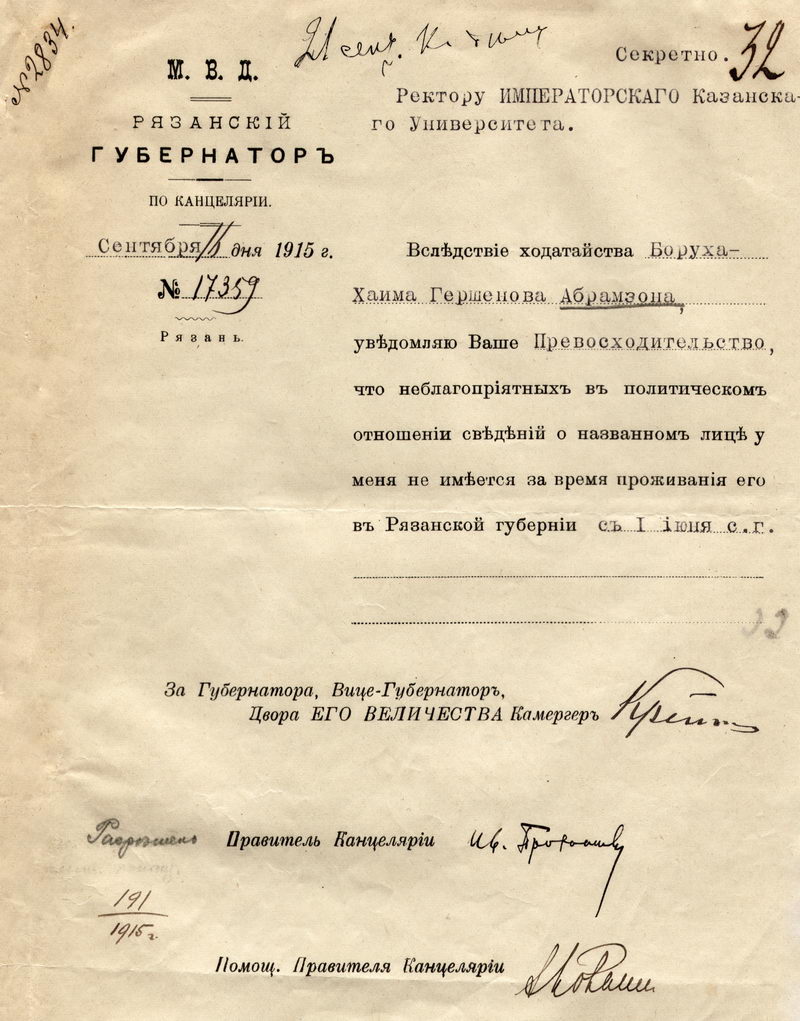 № 2834.
Секретно. 32
М. В. Д.
РЯЗАНСКІЙ
ГУБЕРНАТОРЪ
ПО КАНЦЕЛЯРІИ.
Сентября дня 1915 г.
№ 17359
Рязань.
Ректору ИМПЕРАТОРСКАГО Казанска-
го Университета.
Вслѣдствіе ходатайства Боруха-
Хаима Гершенова Абрамзона,
увѣдомляю Ваше Превосходительство,
что неблагопріятныхъ въ политическомъ
отношеніи свѣдѣній о названномъ лицѣ у
меня не имѣется за время проживанія его
въ Рязанской губерніи съ I іюня с.г.
За Губернатора, Вице-Губернаторъ,
Двора ЕГО ВЕЛИЧЕСТВА Камергеръ
Правитель Канцеляріи
191
1915 г.
Помощ. Правителя Канцеляріи